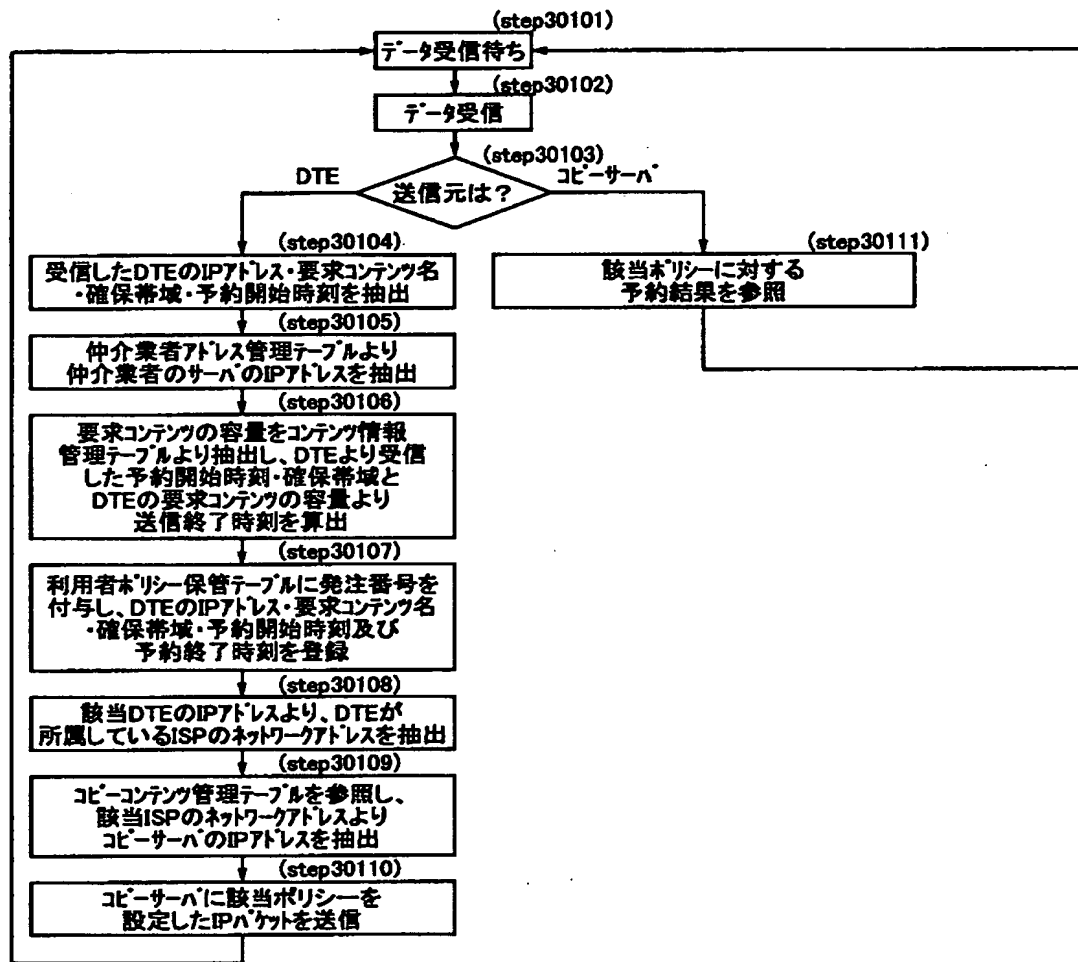 (step30101)
データ受信待ち
(step30102)
データ受信
(step30103)
送信元は？
DTE
コピーサーバ
(step30104)
受信したDTEのIPアドレス・要求コンテンツ名
・確保帯域・予約開始時刻を抽出
(step30105)
仲介業者アドレス管理テーブルより
仲介業者のサーバのIPアドレスを抽出
(step30106)
要求コンテンツの容量をコンテンツ情報
管理テーブルより抽出し、DTEより受信
した予約開始時刻・確保帯域と
DTEの要求コンテンツの容量より
送信終了時刻を算出
(step30107)
利用者ポリシー保管テーブルに発注番号を
付与し、DTEのIPアドレス・要求コンテンツ名
・確保帯域・予約開始時刻及び
予約終了時刻を登録
(step30108)
該当DTEのIPアドレスより、DTEが
所属しているISPのネットワークアドレスを抽出
(step30109)
コピーコンテンツ管理テーブルを参照し、
該当ISPのネットワークアドレスより
コピーサーバのIPアドレスを抽出
(step30110)
コピーサーバに該当ポリシーを
設定したIPパケットを送信
(step30111)
該当ポリシーに対する
予約結果を参照